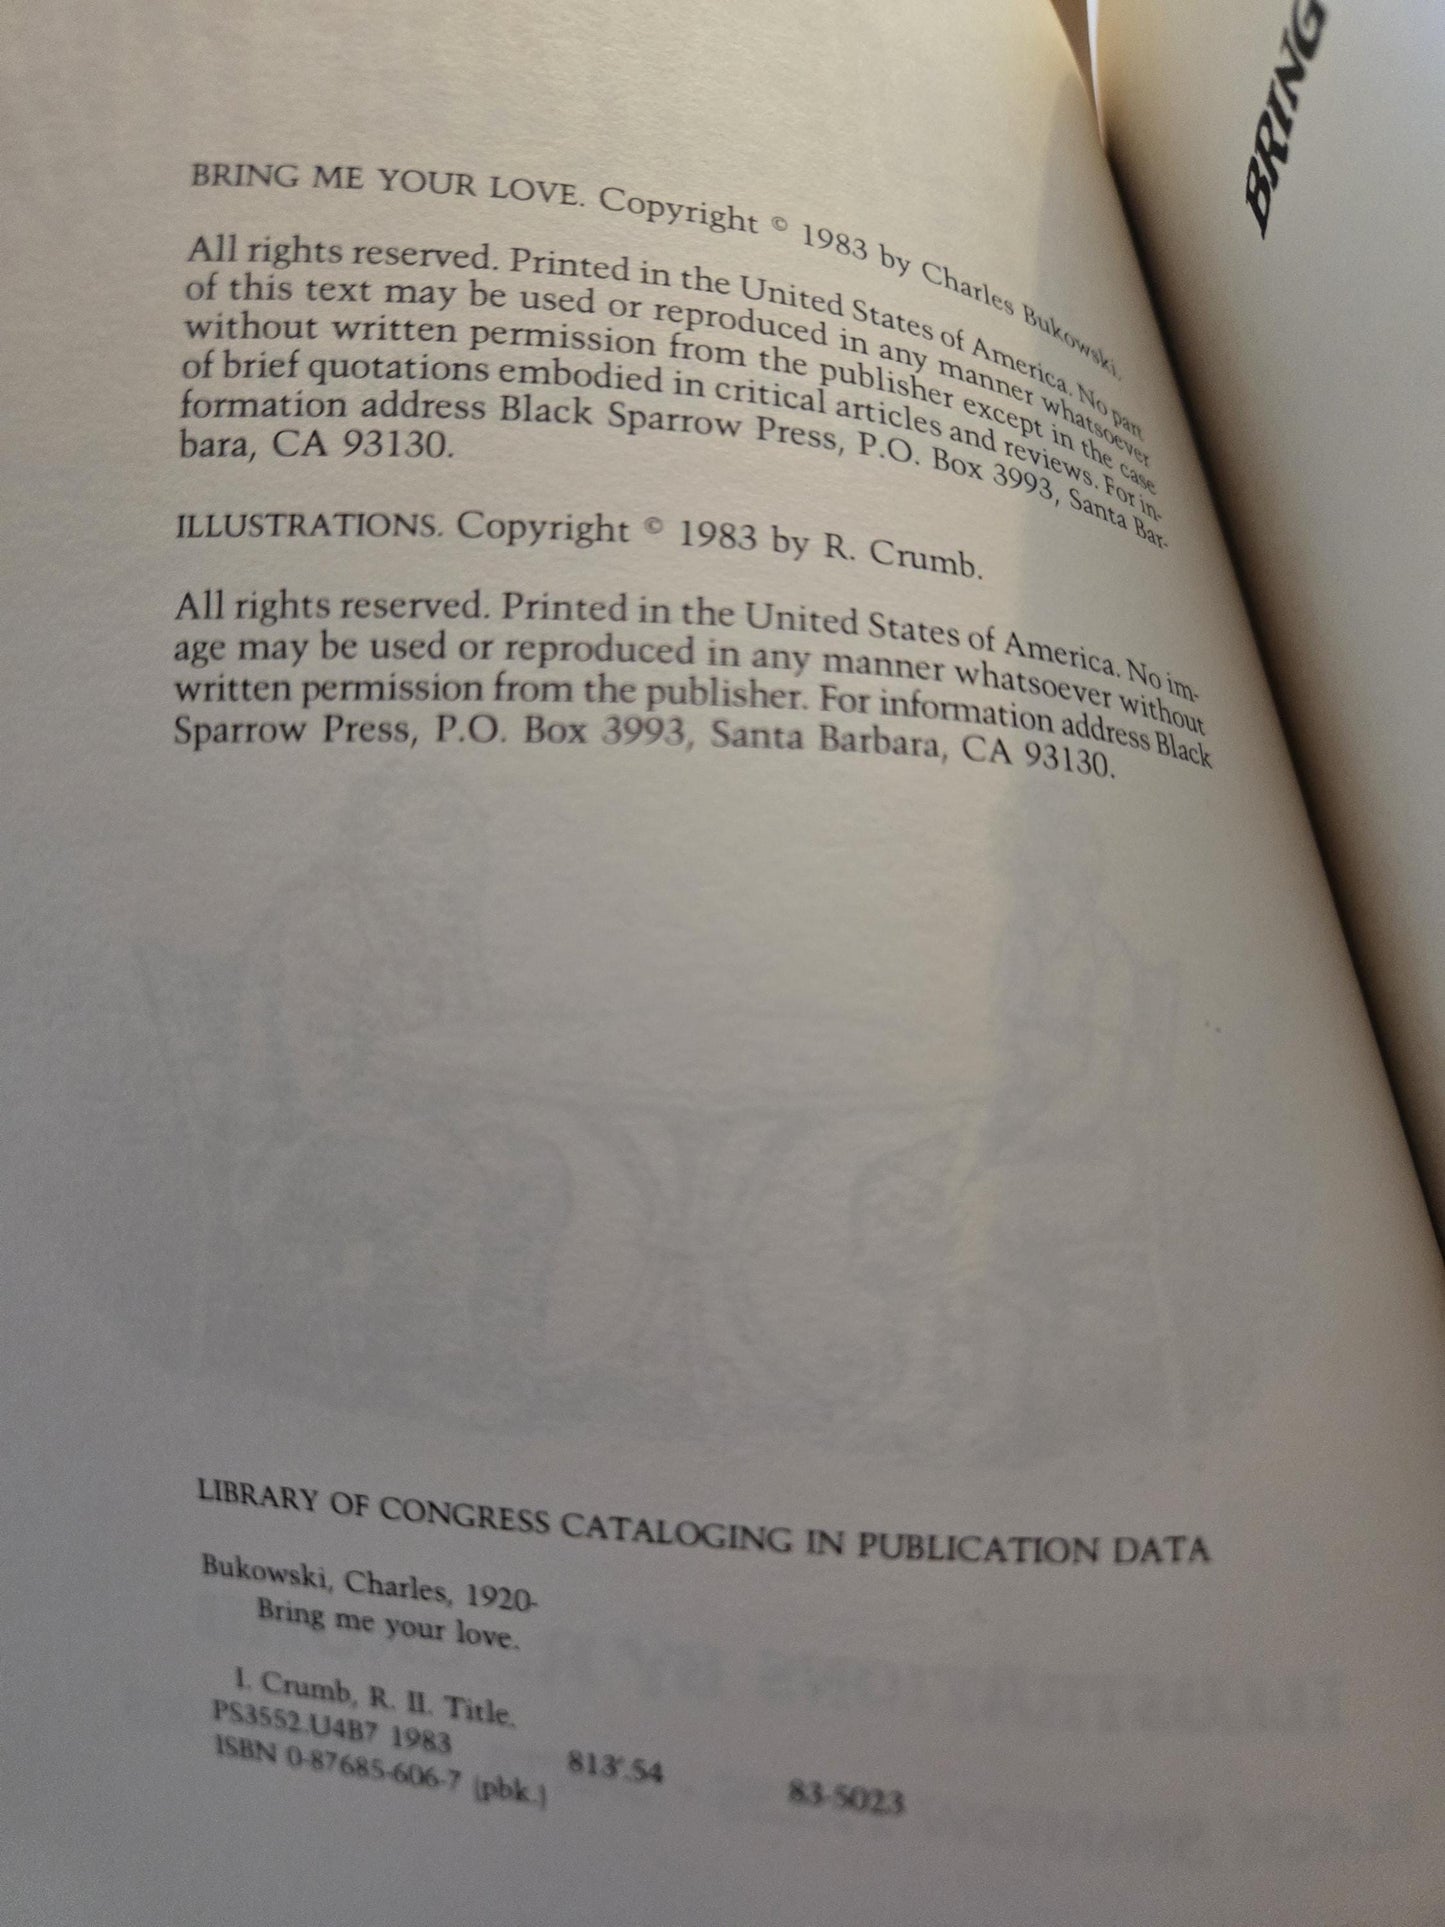 BRING ME YOUR LOVE. Copyright © 1983 by Charles Bukowski.
All rights reserved. Printed in the United States of America. No part
of this text may be used or reproduced in any manner whatsoever
without written permission from the publisher except in the case
of brief quotations embodied in critical articles and reviews. For in-
formation address Black Sparrow Press, P.O. Box 3993, Santa Bar-
bara, CA 93130.
ILLUSTRATIONS. Copyright © 1983 by R. Crumb.
All rights reserved. Printed in the United States of America. No im-
age may be used or reproduced in any manner whatsoever without
written permission from the publisher. For information address Black
Sparrow Press, P.O. Box 3993, Santa Barbara, CA 93130.
LIBRARY OF CONGRESS CATALOGING IN PUBLICATION DATA
Bukowski, Charles, 1920-
Bring me your love.
I. Crumb, R. II. Title.
PS3552.U4B7 1983 813'.54 83-5023
ISBN 0-87685-606-7 (pbk.)
BRING